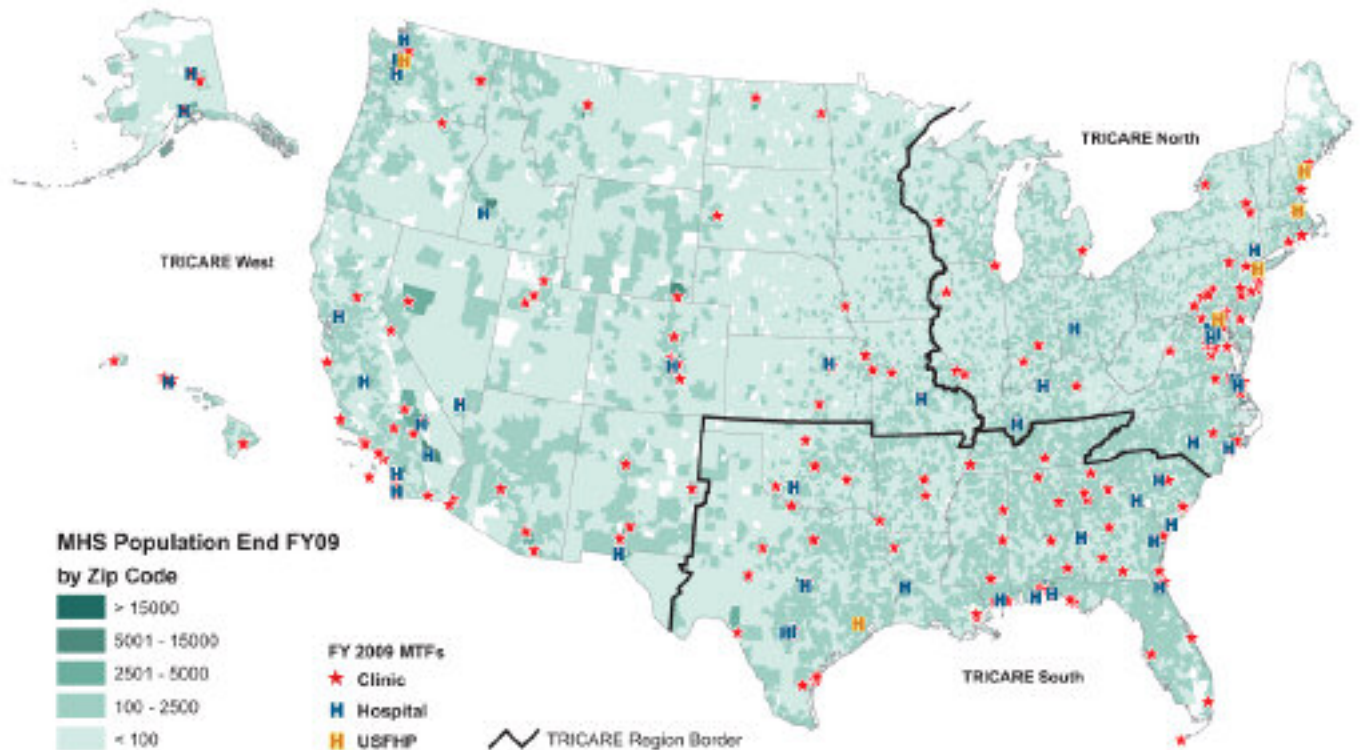 TRICARE North
TRICARE West
MHS Population End FY09
by Zip Code
> 15000
5001 - 15000
2501 - 5000
100 - 2500
< 100
FY 2009 MTFs
Clinic
H Hospital
H USFHP
TRICARE South
TRICARE Region Border